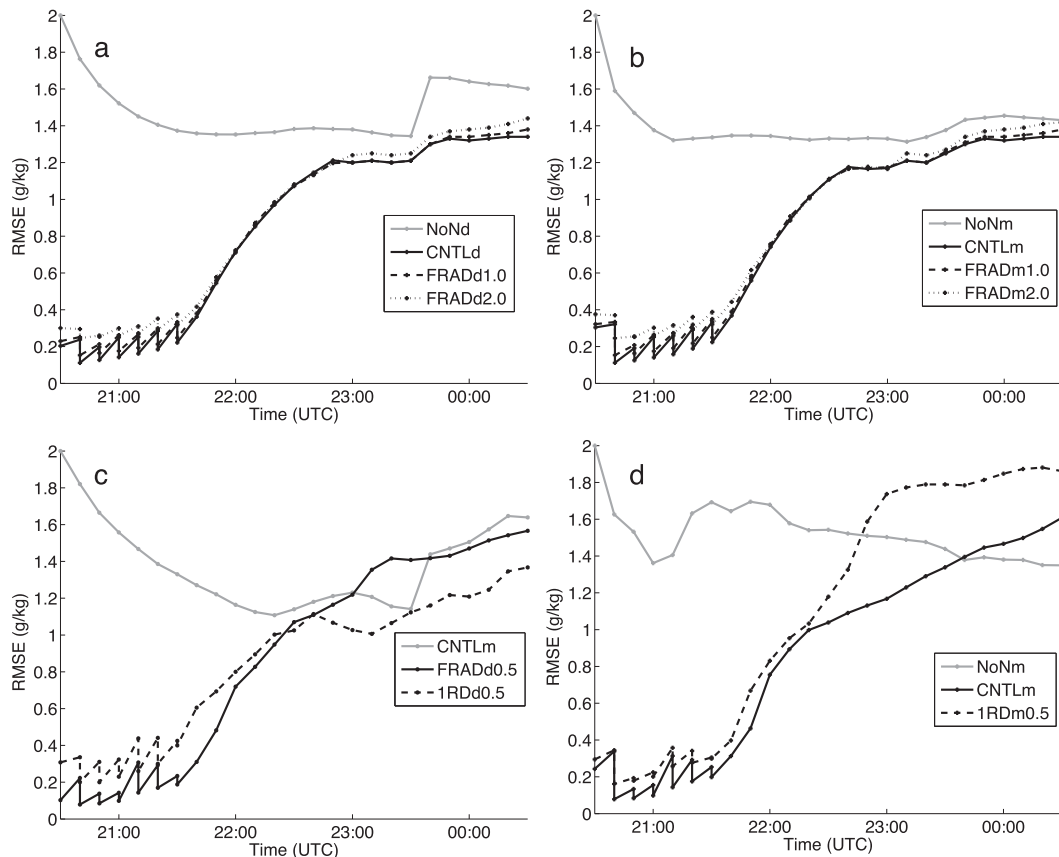 2
1.8
1.6
1.4
1.2
1
0.8
0.6
0.4
0.2
0
RMSE (g/kg)
a
NoNd
CNTLd
FRADd1.0
FRADd2.0
21:00
22:00
23:00
00:00
Time (UTC)
2
1.8
1.6
1.4
1.2
1
0.8
0.6
0.4
0.2
0
RMSE (g/kg)
b
NoNm
CNTLm
FRADm1.0
FRADm2.0
21:00
22:00
23:00
00:00
Time (UTC)
2
1.8
1.6
1.4
1.2
1
0.8
0.6
0.4
0.2
0
RMSE (g/kg)
c
CNTLm
FRADd0.5
1RDd0.5
21:00
22:00
23:00
00:00
Time (UTC)
2
1.8
1.6
1.4
1.2
1
0.8
0.6
0.4
0.2
0
RMSE (g/kg)
d
NoNm
CNTLm
1RDm0.5
21:00
22:00
23:00
00:00
Time (UTC)